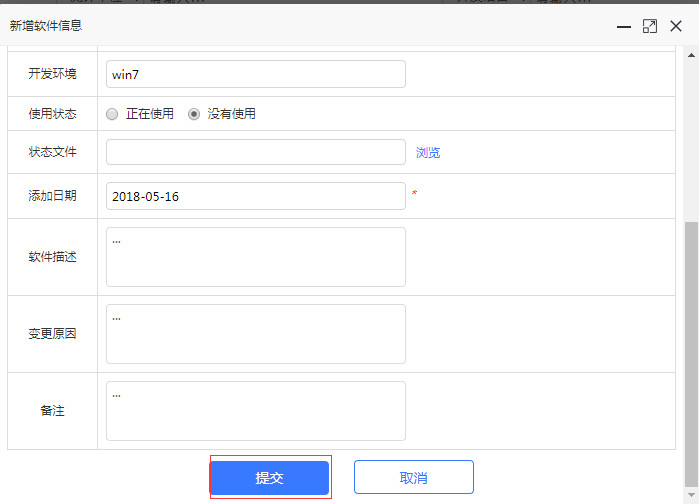 新增软件信息
开发环境 win7
使用状态 正在使用 没有使用
状态文件 浏览
添加日期 2018-05-16 *
软件描述 ...
变更原因 ...
备注 ...
提交 取消